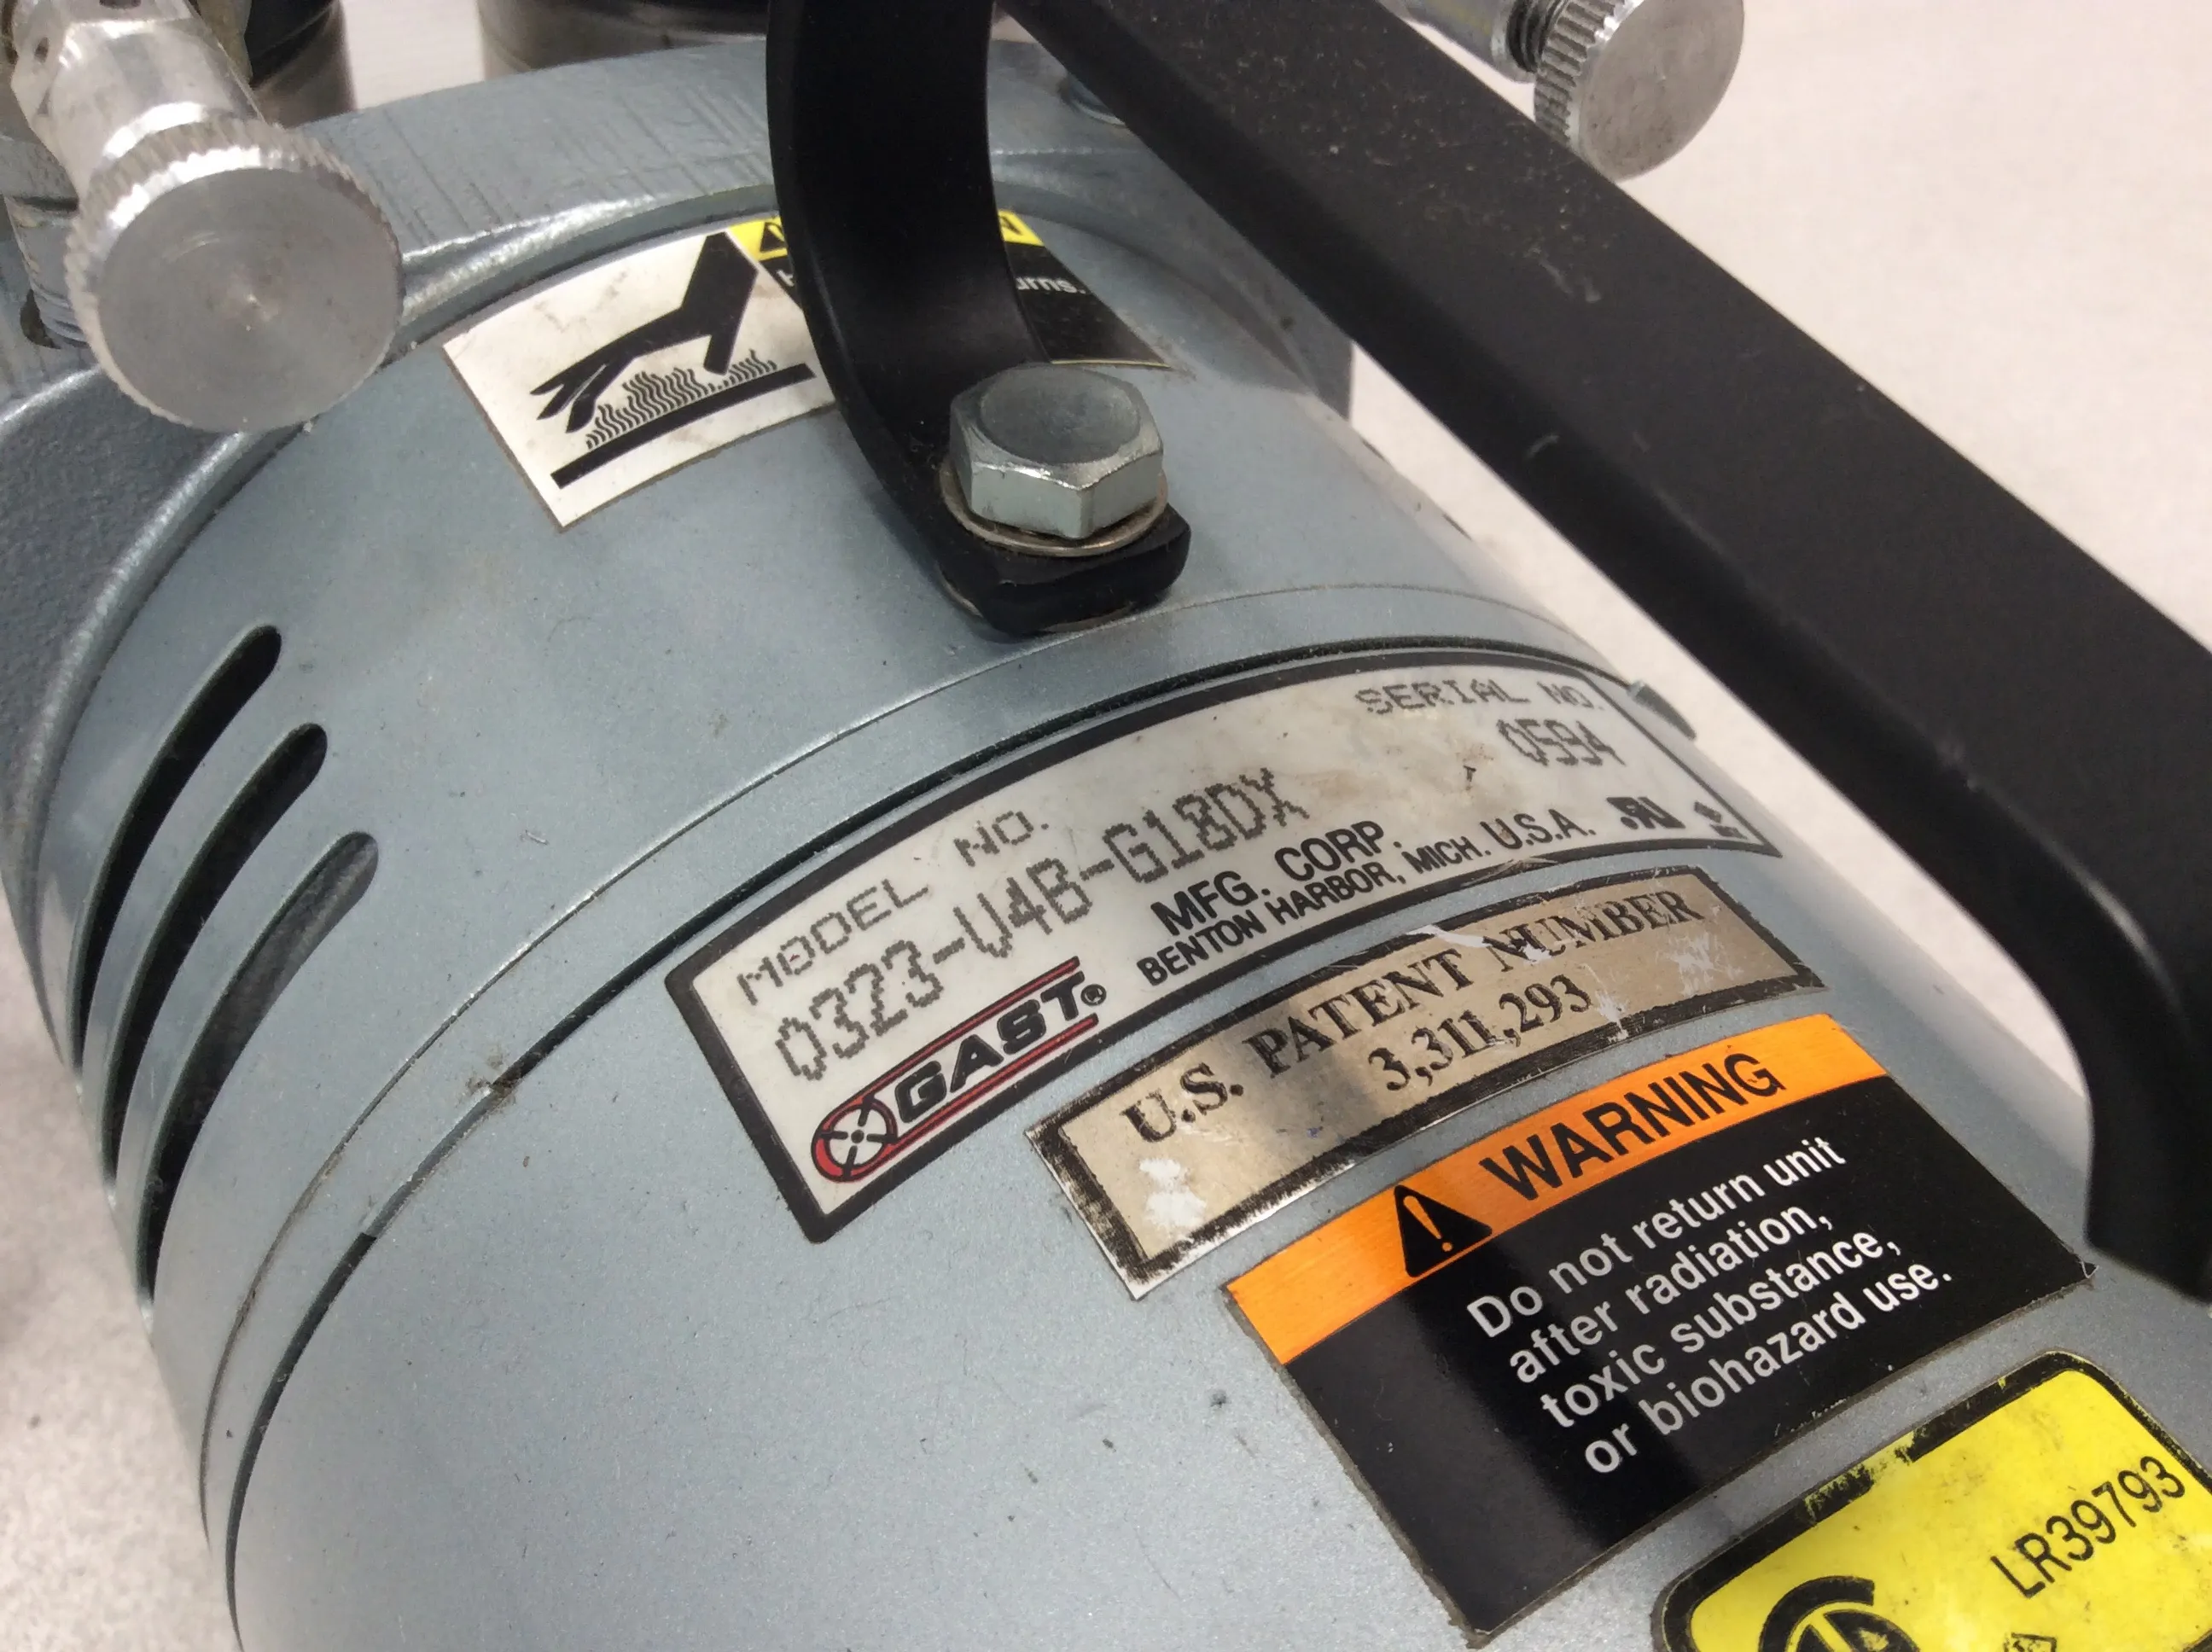 urns.
MODEL NO.
SERIAL NO.
0323-V4B-G18DX
0594
GAST®
MFG. CORP.
BENTON HARBOR, MICH. U.S.A.
U.S. PATENT NUMBER
3,311,293
WARNING
Do not return unit
after radiation,
toxic substance,
or biohazard use.
LR39793